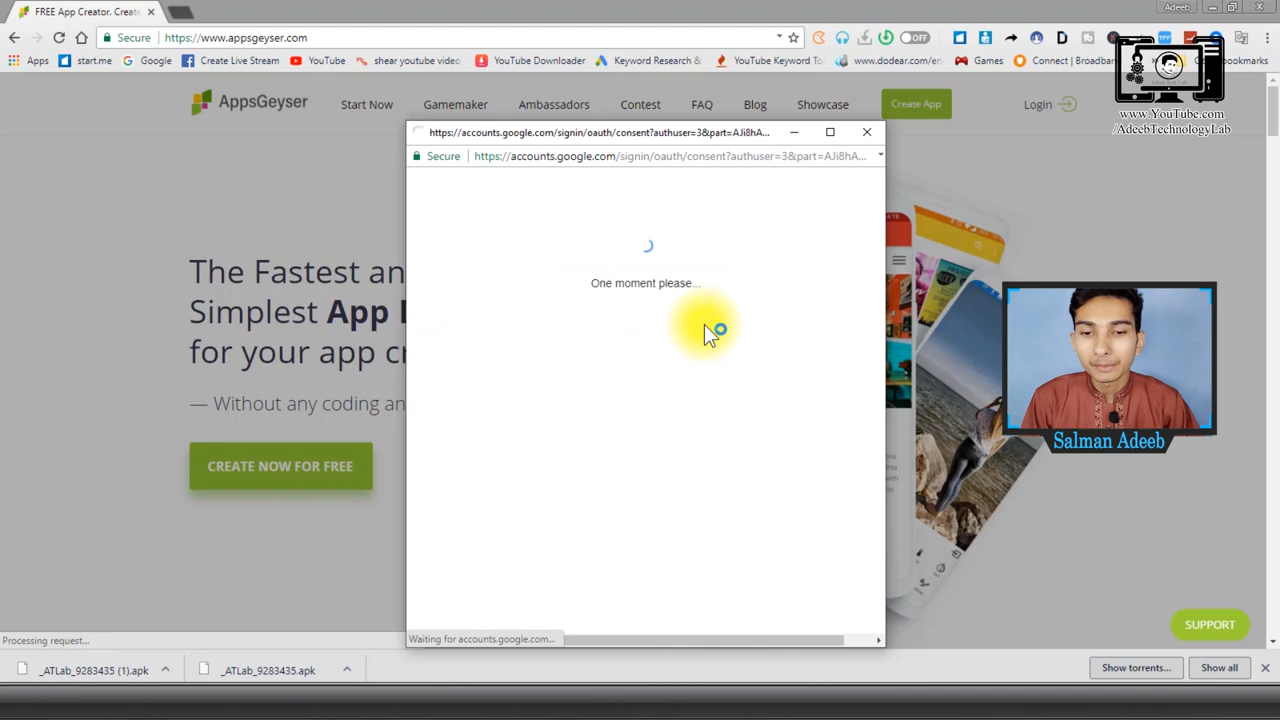 FREE App Creator. Create
Adeeb
Secure
https://www.appsgeyser.com
OFF
Apps
start.me
Google
Create Live Stream
YouTube
shear youtube video
YouTube Downloader
Keyword Research &
YouTube Keyword To
www.dodear.com/en
Games
Connect | Broadban
ookmarks
www.YouTube.com
//AdeebTechnologyLab
AppsGeyser
Start Now
Gamemaker
Ambassadors
Contest
FAQ
Blog
Showcase
Create App
Login
https://accounts.google.com/signin/oauth/consent?authuser=3&part=AJi8hA...
Secure
https://accounts.google.com/signin/oauth/consent?authuser=3&part=AJi8hA...
One moment please...
The Fastest an
Simplest App
for your app cr
— Without any coding an
CREATE NOW FOR FREE
Salman Adeeb
SUPPORT
Waiting for accounts.google.com...
Processing request...
_ATLab_9283435 (1).apk
_ATLab_9283435.apk
Show torrents...
Show all